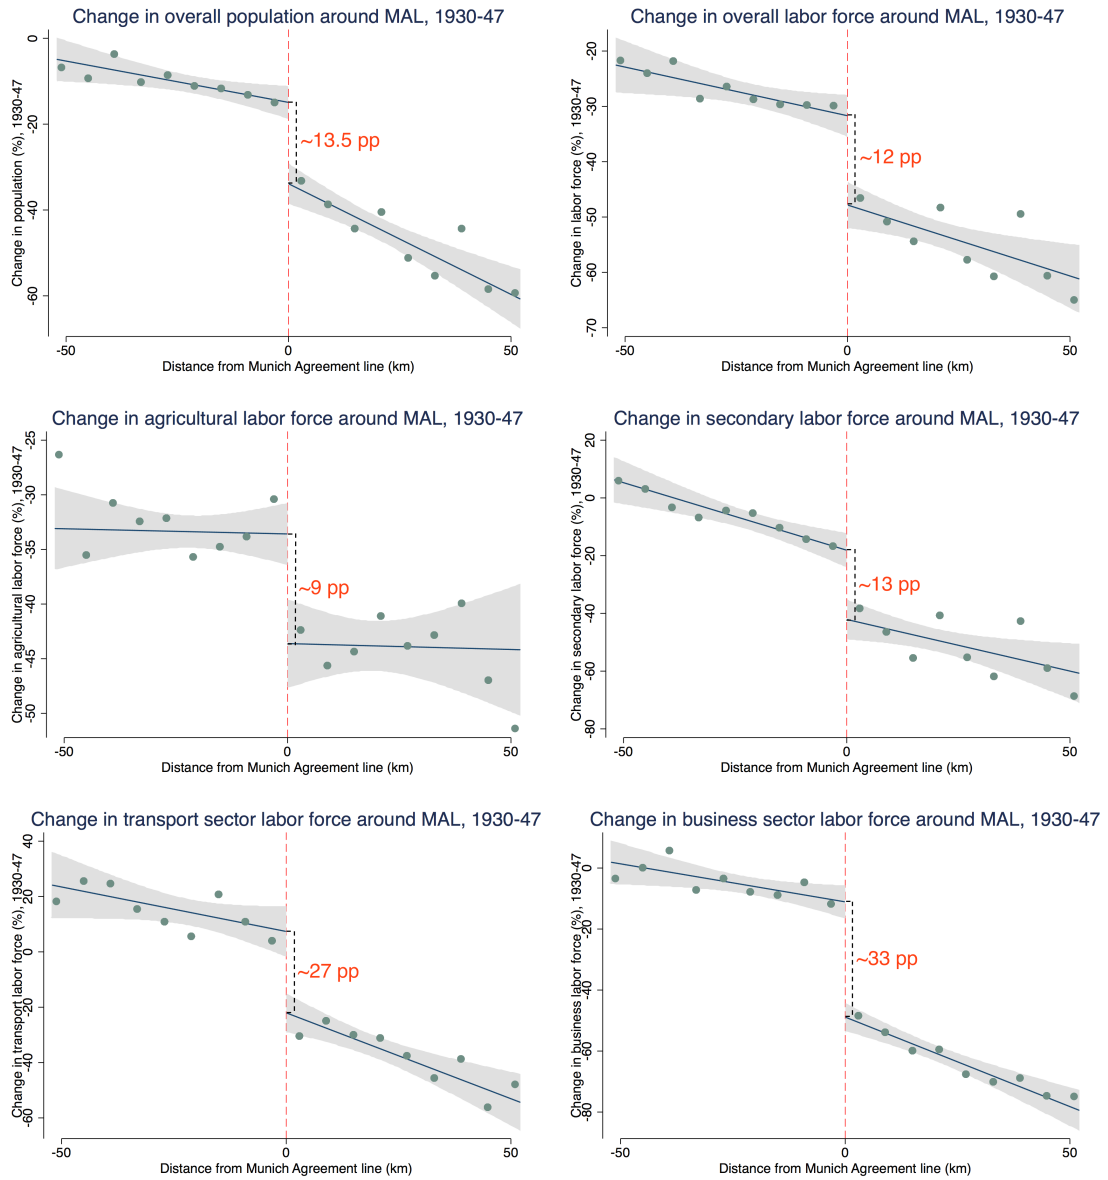 Change in overall population around MAL, 1930-47
Change in population (%), 1930-47
0
-20
-40
-60
~13.5 pp
-50 0 50
Distance from Munich Agreement line (km)
Change in overall labor force around MAL, 1930-47
Change in labor force (%), 1930-47
-20
-30
-40
-50
-60
-70
~12 pp
-50 0 50
Distance from Munich Agreement line (km)
Change in agricultural labor force around MAL, 1930-47
Change in agricultural labor force (%), 1930-47
-25
-30
-35
-40
-45
-50
~9 pp
-50 0 50
Distance from Munich Agreement line (km)
Change in secondary labor force around MAL, 1930-47
Change in secondary labor force (%), 1930-47
20
0
-20
-40
-60
-80
~13 pp
-50 0 50
Distance from Munich Agreement line (km)
Change in transport sector labor force around MAL, 1930-47
Change in transport labor force (%), 1930-47
40
20
0
-20
-40
-60
~27 pp
-50 0 50
Distance from Munich Agreement line (km)
Change in business sector labor force around MAL, 1930-47
Change in business labor force (%), 1930-47
0
-20
-40
-60
-80
~33 pp
-50 0 50
Distance from Munich Agreement line (km)